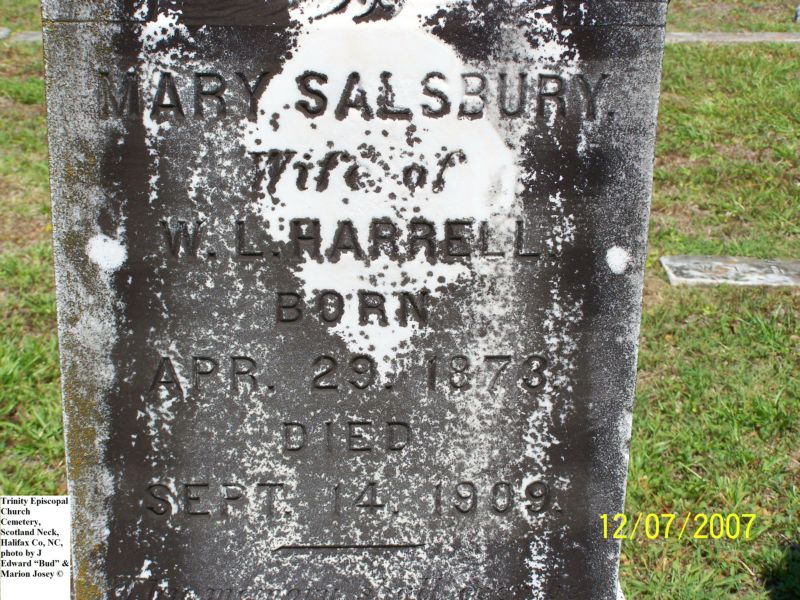 MARY SALSBURY.
Wife of
W. L. HARRELL.
BORN
APR. 29. 1873.
DIED
SEPT. 14. 1909.
12/07/2007
Trinity Episcopal
Church
Cemetery,
Scotland Neck,
Halifax Co, NC,
photo by J
Edward “Bud” &
Marion Josey ©